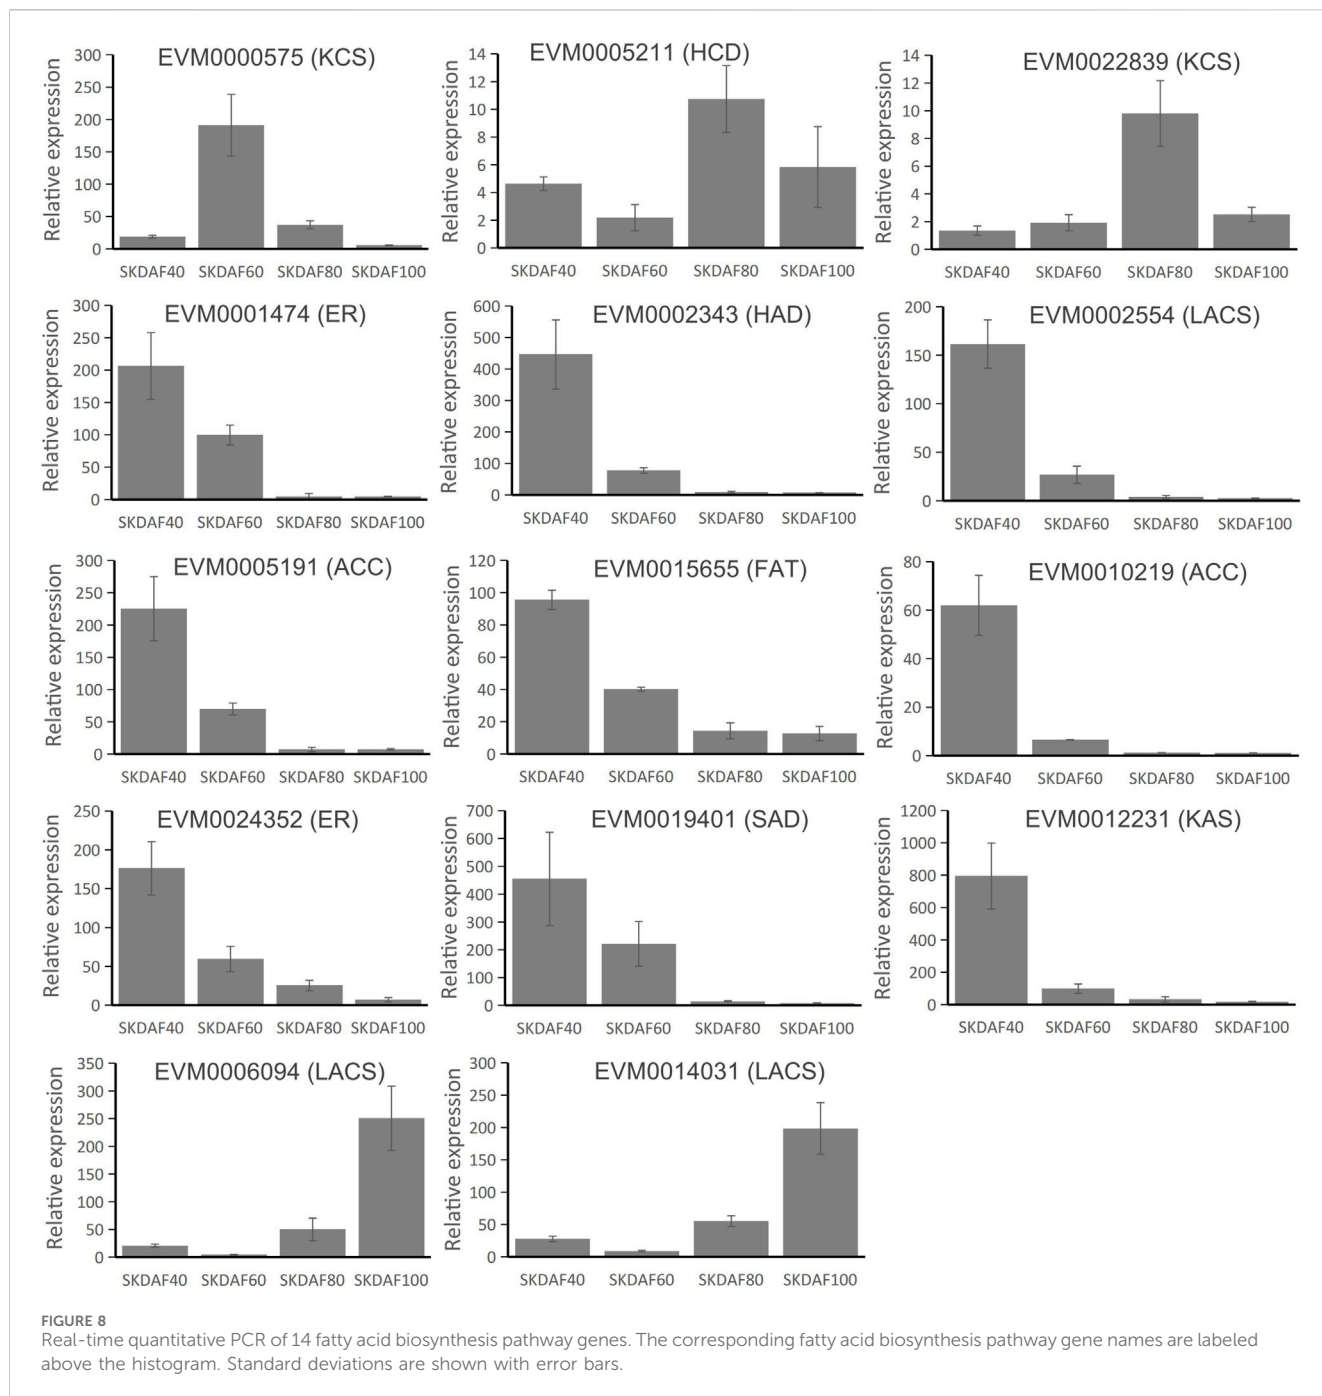 EVM0000575 (KCS)
Relative expression
300
250
200
150
100
50
0
SKDAF40 SKDAF60 SKDAF80 SKDAF100
EVM0005211 (HCD)
Relative expression
14
12
10
8
6
4
2
0
SKDAF40 SKDAF60 SKDAF80 SKDAF100
EVM0022839 (KCS)
Relative expression
14
12
10
8
6
4
2
0
SKDAF40 SKDAF60 SKDAF80 SKDAF100
EVM0001474 (ER)
Relative expression
300
250
200
150
100
50
0
SKDAF40 SKDAF60 SKDAF80 SKDAF100
EVM0002343 (HAD)
Relative expression
600
500
400
300
200
100
0
SKDAF40 SKDAF60 SKDAF80 SKDAF100
EVM0002554 (LACS)
Relative expression
200
150
100
50
0
SKDAF40 SKDAF60 SKDAF80 SKDAF100
EVM0005191 (ACC)
Relative expression
300
250
200
150
100
50
0
SKDAF40 SKDAF60 SKDAF80 SKDAF100
EVM0015655 (FAT)
Relative expression
120
100
80
60
40
20
0
SKDAF40 SKDAF60 SKDAF80 SKDAF100
EVM0010219 (ACC)
Relative expression
80
60
40
20
0
SKDAF40 SKDAF60 SKDAF80 SKDAF100
EVM0024352 (ER)
Relative expression
250
200
150
100
50
0
SKDAF40 SKDAF60 SKDAF80 SKDAF100
EVM0019401 (SAD)
Relative expression
700
600
500
400
300
200
100
0
SKDAF40 SKDAF60 SKDAF80 SKDAF100
EVM0012231 (KAS)
Relative expression
1200
1000
800
600
400
200
0
SKDAF40 SKDAF60 SKDAF80 SKDAF100
EVM0006094 (LACS)
Relative expression
350
300
250
200
150
100
50
0
SKDAF40 SKDAF60 SKDAF80 SKDAF100
EVM0014031 (LACS)
Relative expression
300
250
200
150
100
50
0
SKDAF40 SKDAF60 SKDAF80 SKDAF100
FIGURE 8
Real-time quantitative PCR of 14 fatty acid biosynthesis pathway genes. The corresponding fatty acid biosynthesis pathway gene names are labeled
above the histogram. Standard deviations are shown with error bars.